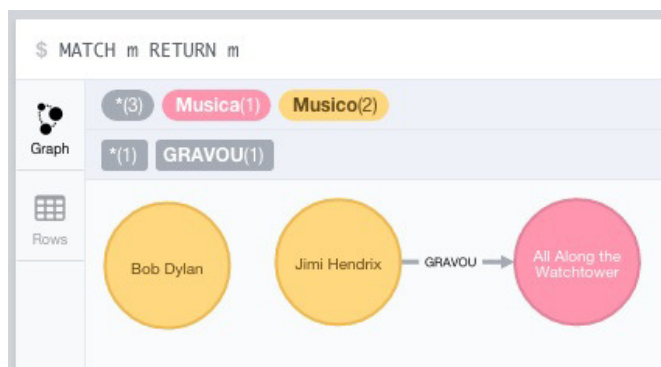 $ MATCH m RETURN m
*(3) Musica(1) Musico(2)
Graph
*(1) GRAVOU(1)
Rows
Bob Dylan
Jimi Hendrix
GRAVOU
All Along the
Watchtower